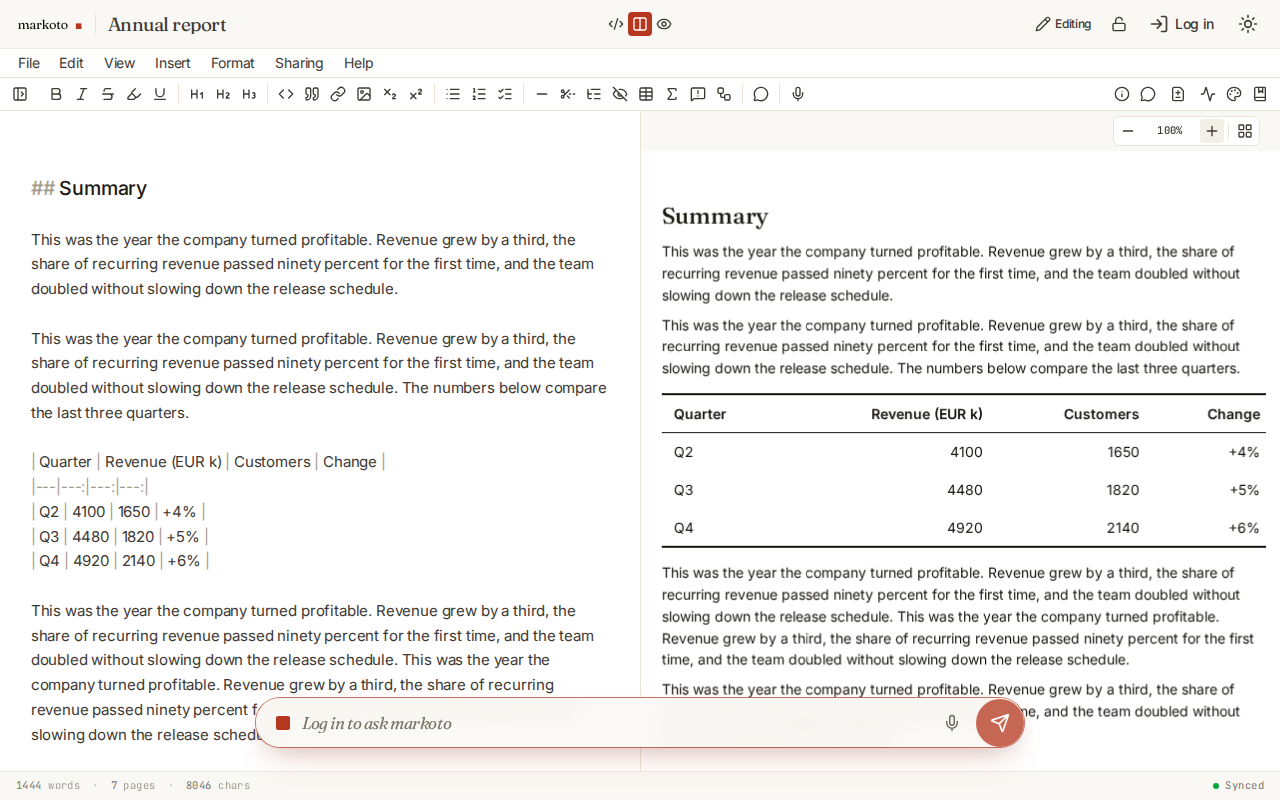 markoto
Annual report
Editing
Log in
File Edit View Insert Format Sharing Help
H1 H2 H3
100%
## Summary
This was the year the company turned profitable. Revenue grew by a third, the
share of recurring revenue passed ninety percent for the first time, and the team
doubled without slowing down the release schedule.
This was the year the company turned profitable. Revenue grew by a third, the
share of recurring revenue passed ninety percent for the first time, and the team
doubled without slowing down the release schedule. The numbers below compare
the last three quarters.
| Quarter | Revenue (EUR k) | Customers | Change |
|---|---:|---:|---:|
| Q2 | 4100 | 1650 | +4% |
| Q3 | 4480 | 1820 | +5% |
| Q4 | 4920 | 2140 | +6% |
This was the year the company turned profitable. Revenue grew by a third, the
share of recurring revenue passed ninety percent for the first time, and the team
doubled without slowing down the release schedule. This was the year the
company turned profitable. Revenue grew by a third, the share of recurring
revenue passed ninety percent
slowing down the release
Summary
This was the year the company turned profitable. Revenue grew by a third, the share of
recurring revenue passed ninety percent for the first time, and the team doubled without
slowing down the release schedule.
This was the year the company turned profitable. Revenue grew by a third, the share of
recurring revenue passed ninety percent for the first time, and the team doubled without
slowing down the release schedule. The numbers below compare the last three quarters.
Quarter Revenue (EUR k) Customers Change
Q2 4100 1650 +4%
Q3 4480 1820 +5%
Q4 4920 2140 +6%
This was the year the company turned profitable. Revenue grew by a third, the share of
recurring revenue passed ninety percent for the first time, and the team doubled without
slowing down the release schedule. This was the year the company turned profitable.
Revenue grew by a third, the share of recurring revenue passed ninety percent for the first
time, and the team doubled without slowing down the release schedule.
This was the year the company turned profitable. Revenue grew by a third, the share of
, and the team doubled without
Log in to ask markoto
1444 words · 7 pages · 8046 chars
Synced